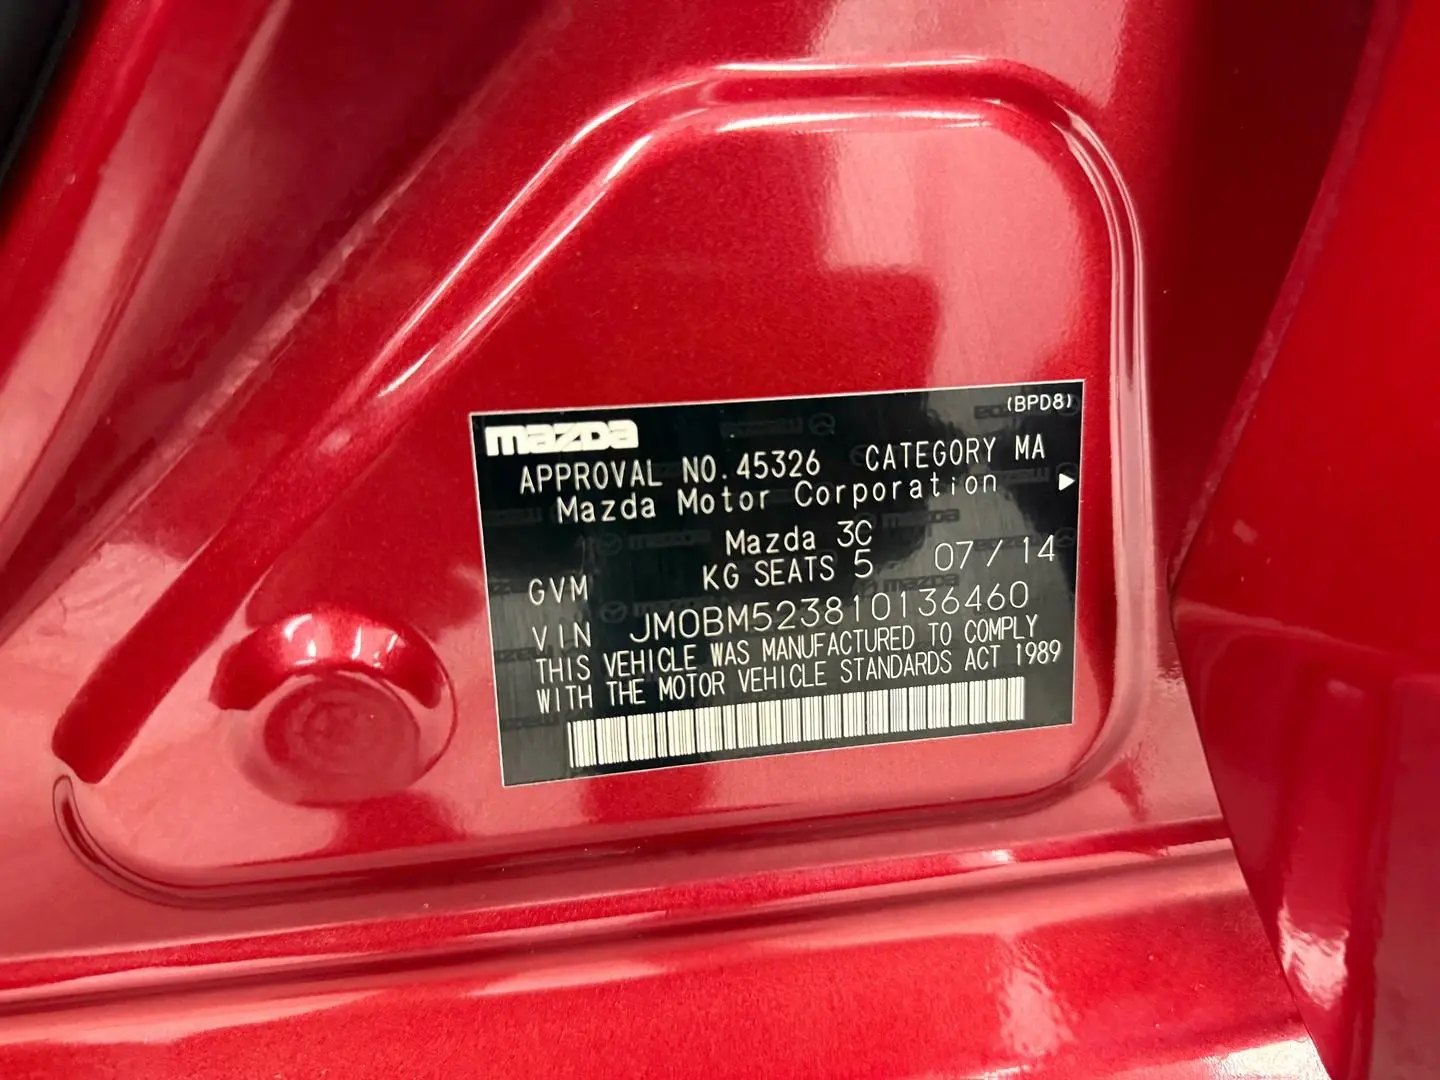 (BPD8)
mazda
APPROVAL NO.45326 CATEGORY MA
Mazda Motor Corporation
Mazda 3C
GVM KG SEATS 5 07/14
VIN JM0BM523810136460
THIS VEHICLE WAS MANUFACTURED TO COMPLY
WITH THE MOTOR VEHICLE STANDARDS ACT 1989